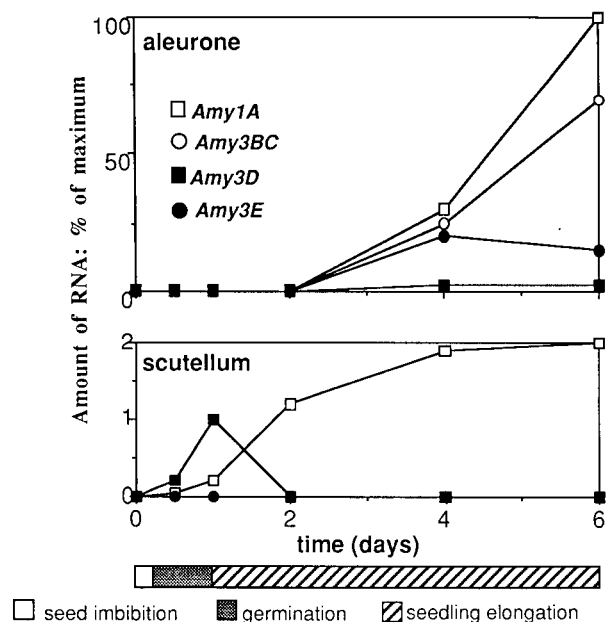 100
aleurone
Amy1A
Amy3BC
Amy3D
Amy3E
50
0
Amount of RNA: % of maximum
2
scutellum
1
0
0 2 4 6
time (days)
seed imbibition germination seedling elongation